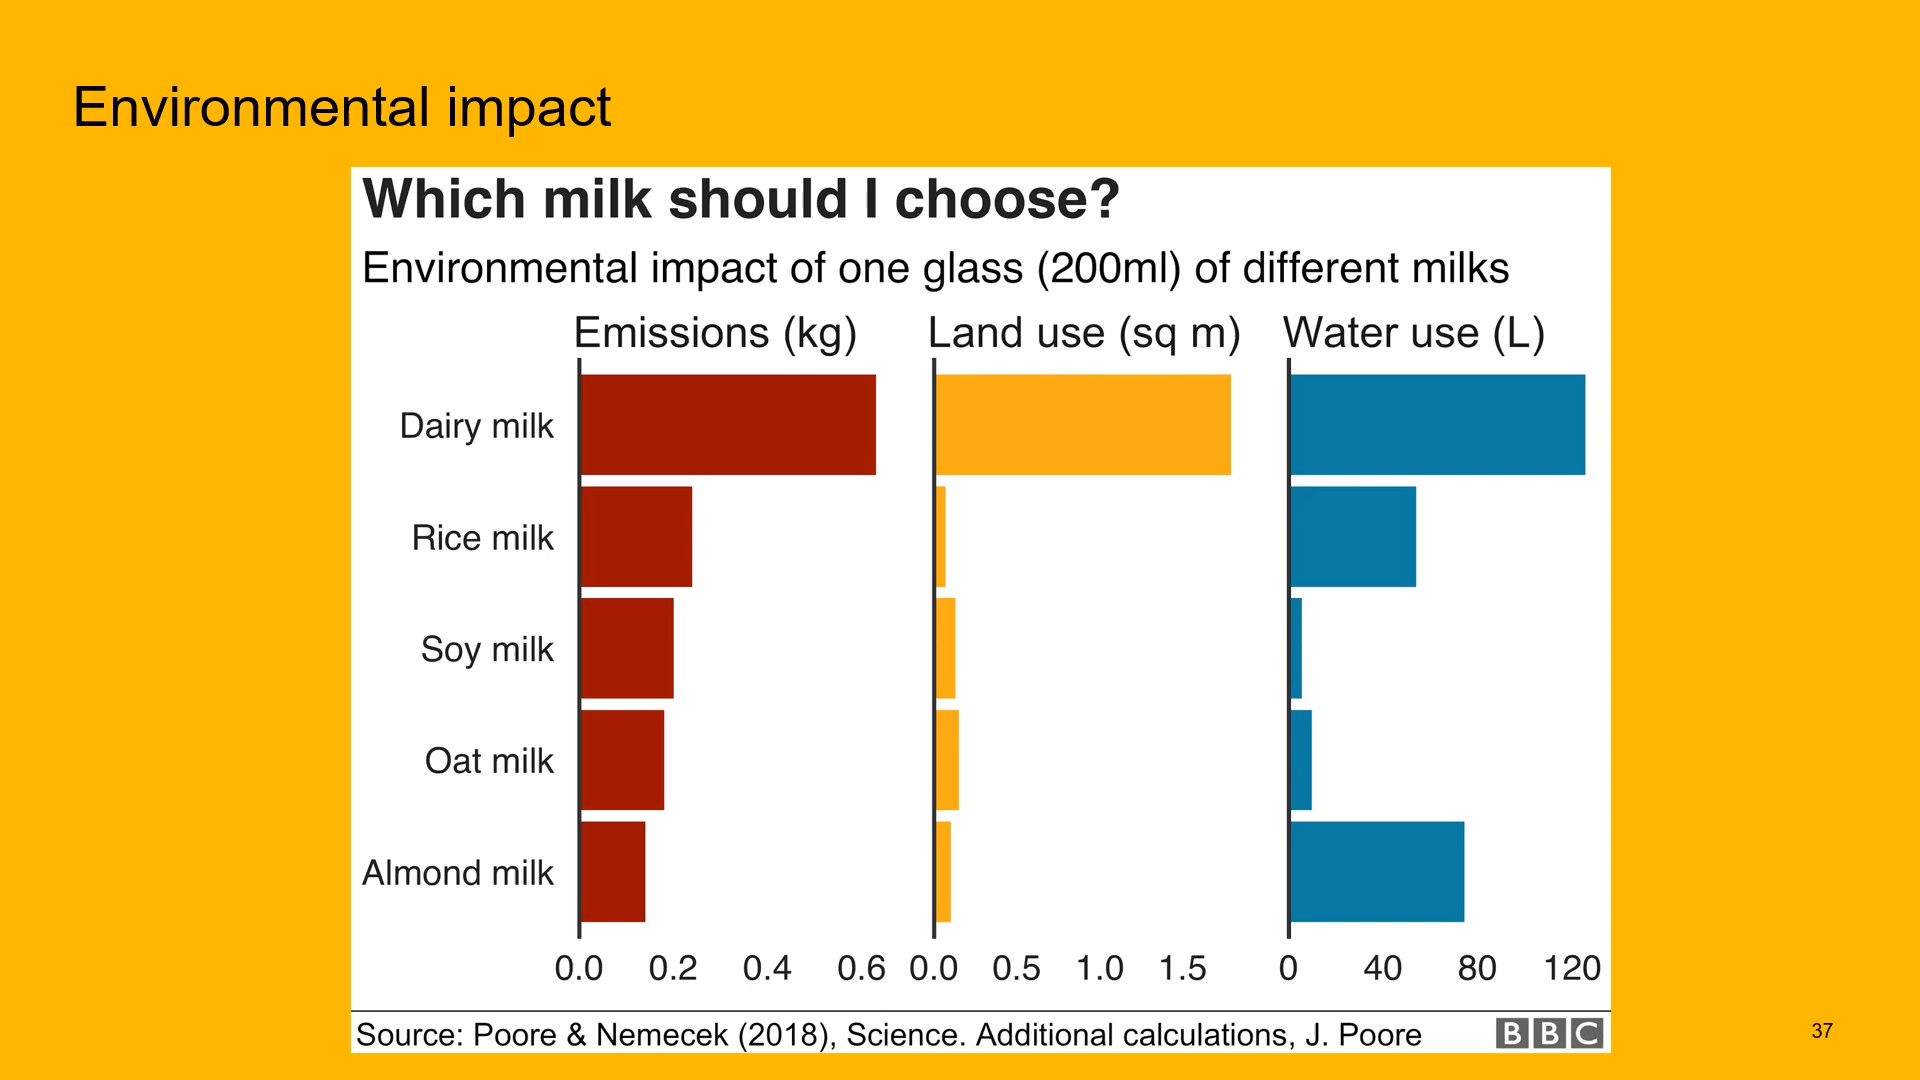 Environmental impact
Which milk should I choose?
Environmental impact of one glass (200ml) of different milks
Emissions (kg) Land use (sq m) Water use (L)
Dairy milk
Rice milk
Soy milk
Oat milk
Almond milk
0.0 0.2 0.4 0.6 0.0 0.5 1.0 1.5 0 40 80 120
Source: Poore & Nemecek (2018), Science. Additional calculations, J. Poore BBC
37